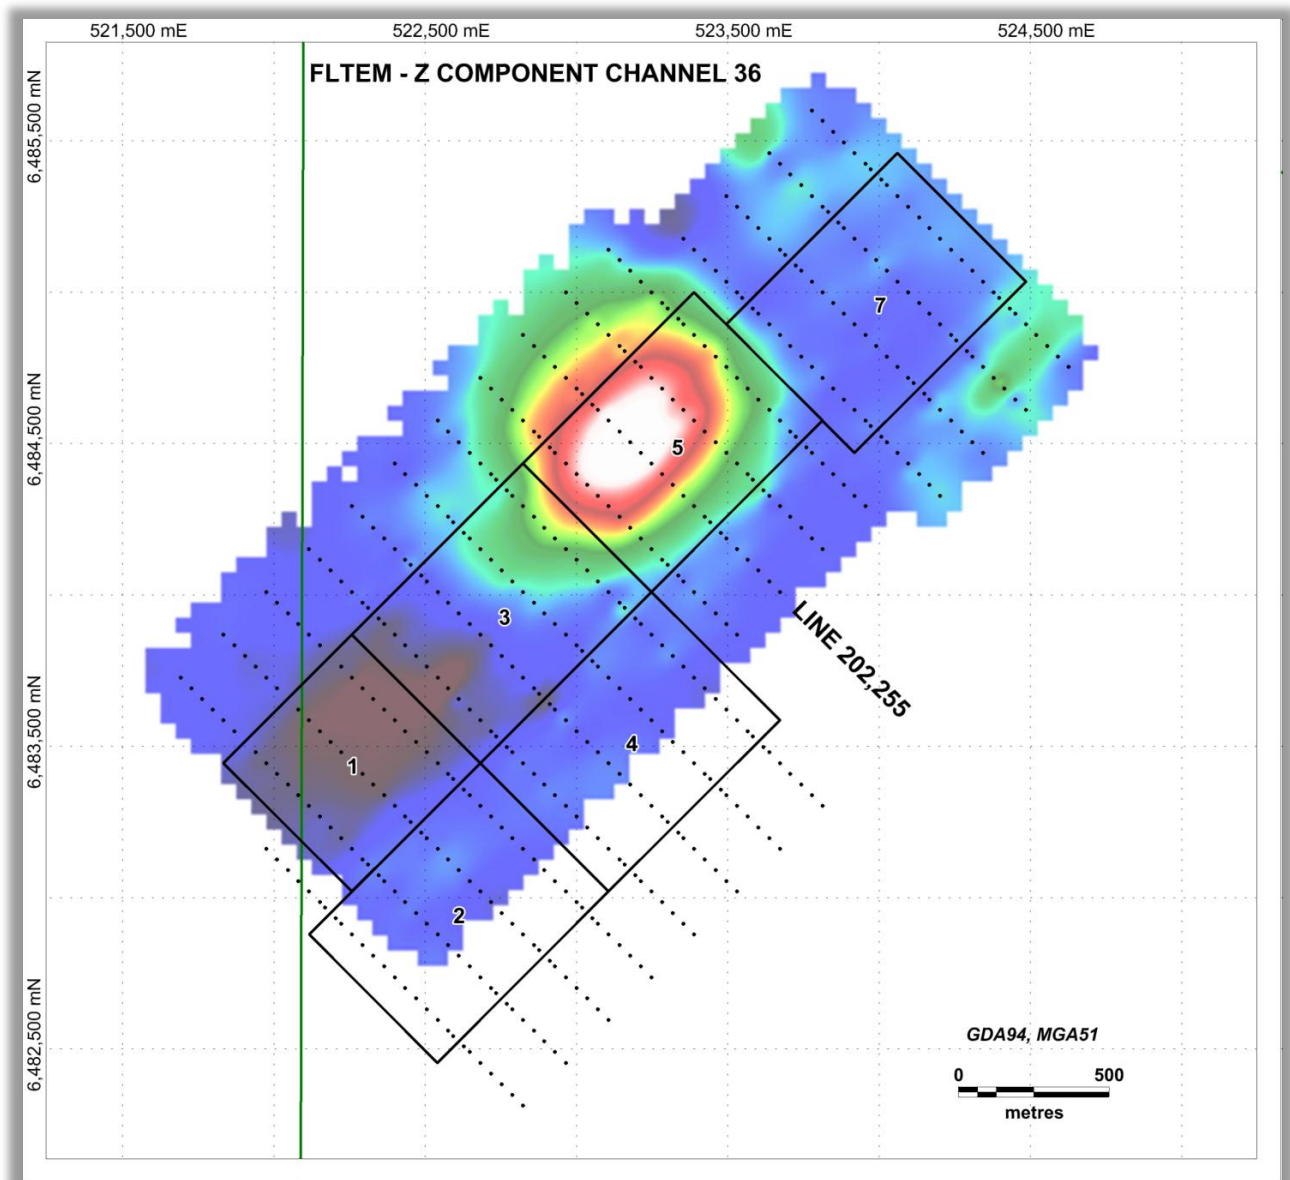 521,500 mE 522,500 mE 523,500 mE 524,500 mE
FLTEM - Z COMPONENT CHANNEL 36
6,485,500 mN
7
6,484,500 mN
5
3
LINE 202,255
6,483,500 mN
4
1
2
6,482,500 mN
GDA94, MGA51
0 500
metres